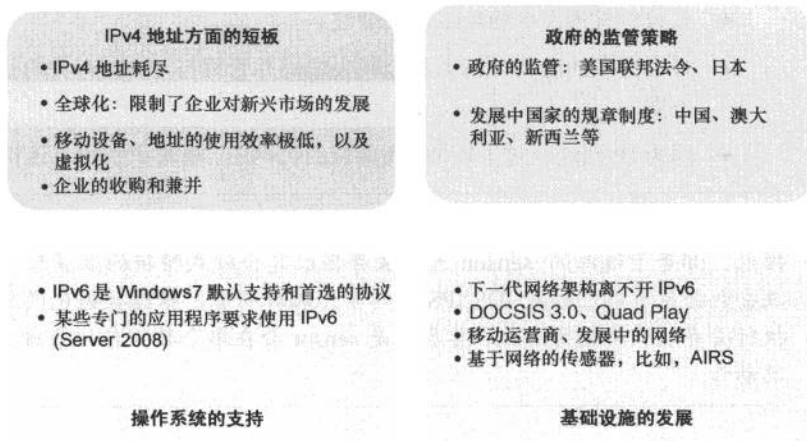 IPv4 地址方面的短板
• IPv4 地址耗尽
• 全球化：限制了企业对新兴市场的发展
• 移动设备、地址的使用效率极低，以及
虚拟化
• 企业的收购和兼并
政府的监管策略
• 政府的监管：美国联邦法令、日本
• 发展中国家的规章制度：中国、澳大
利亚、新西兰等
• IPv6 是 Windows7 默认支持和首选的协议
• 某些专门的应用程序要求使用 IPv6
(Server 2008)
操作系统的支持
• 下一代网络架构离不开 IPv6
• DOCSIS 3.0、Quad Play
• 移动运营商、发展中的网络
• 基于网络的传感器，比如，AIRS
基础设施的发展